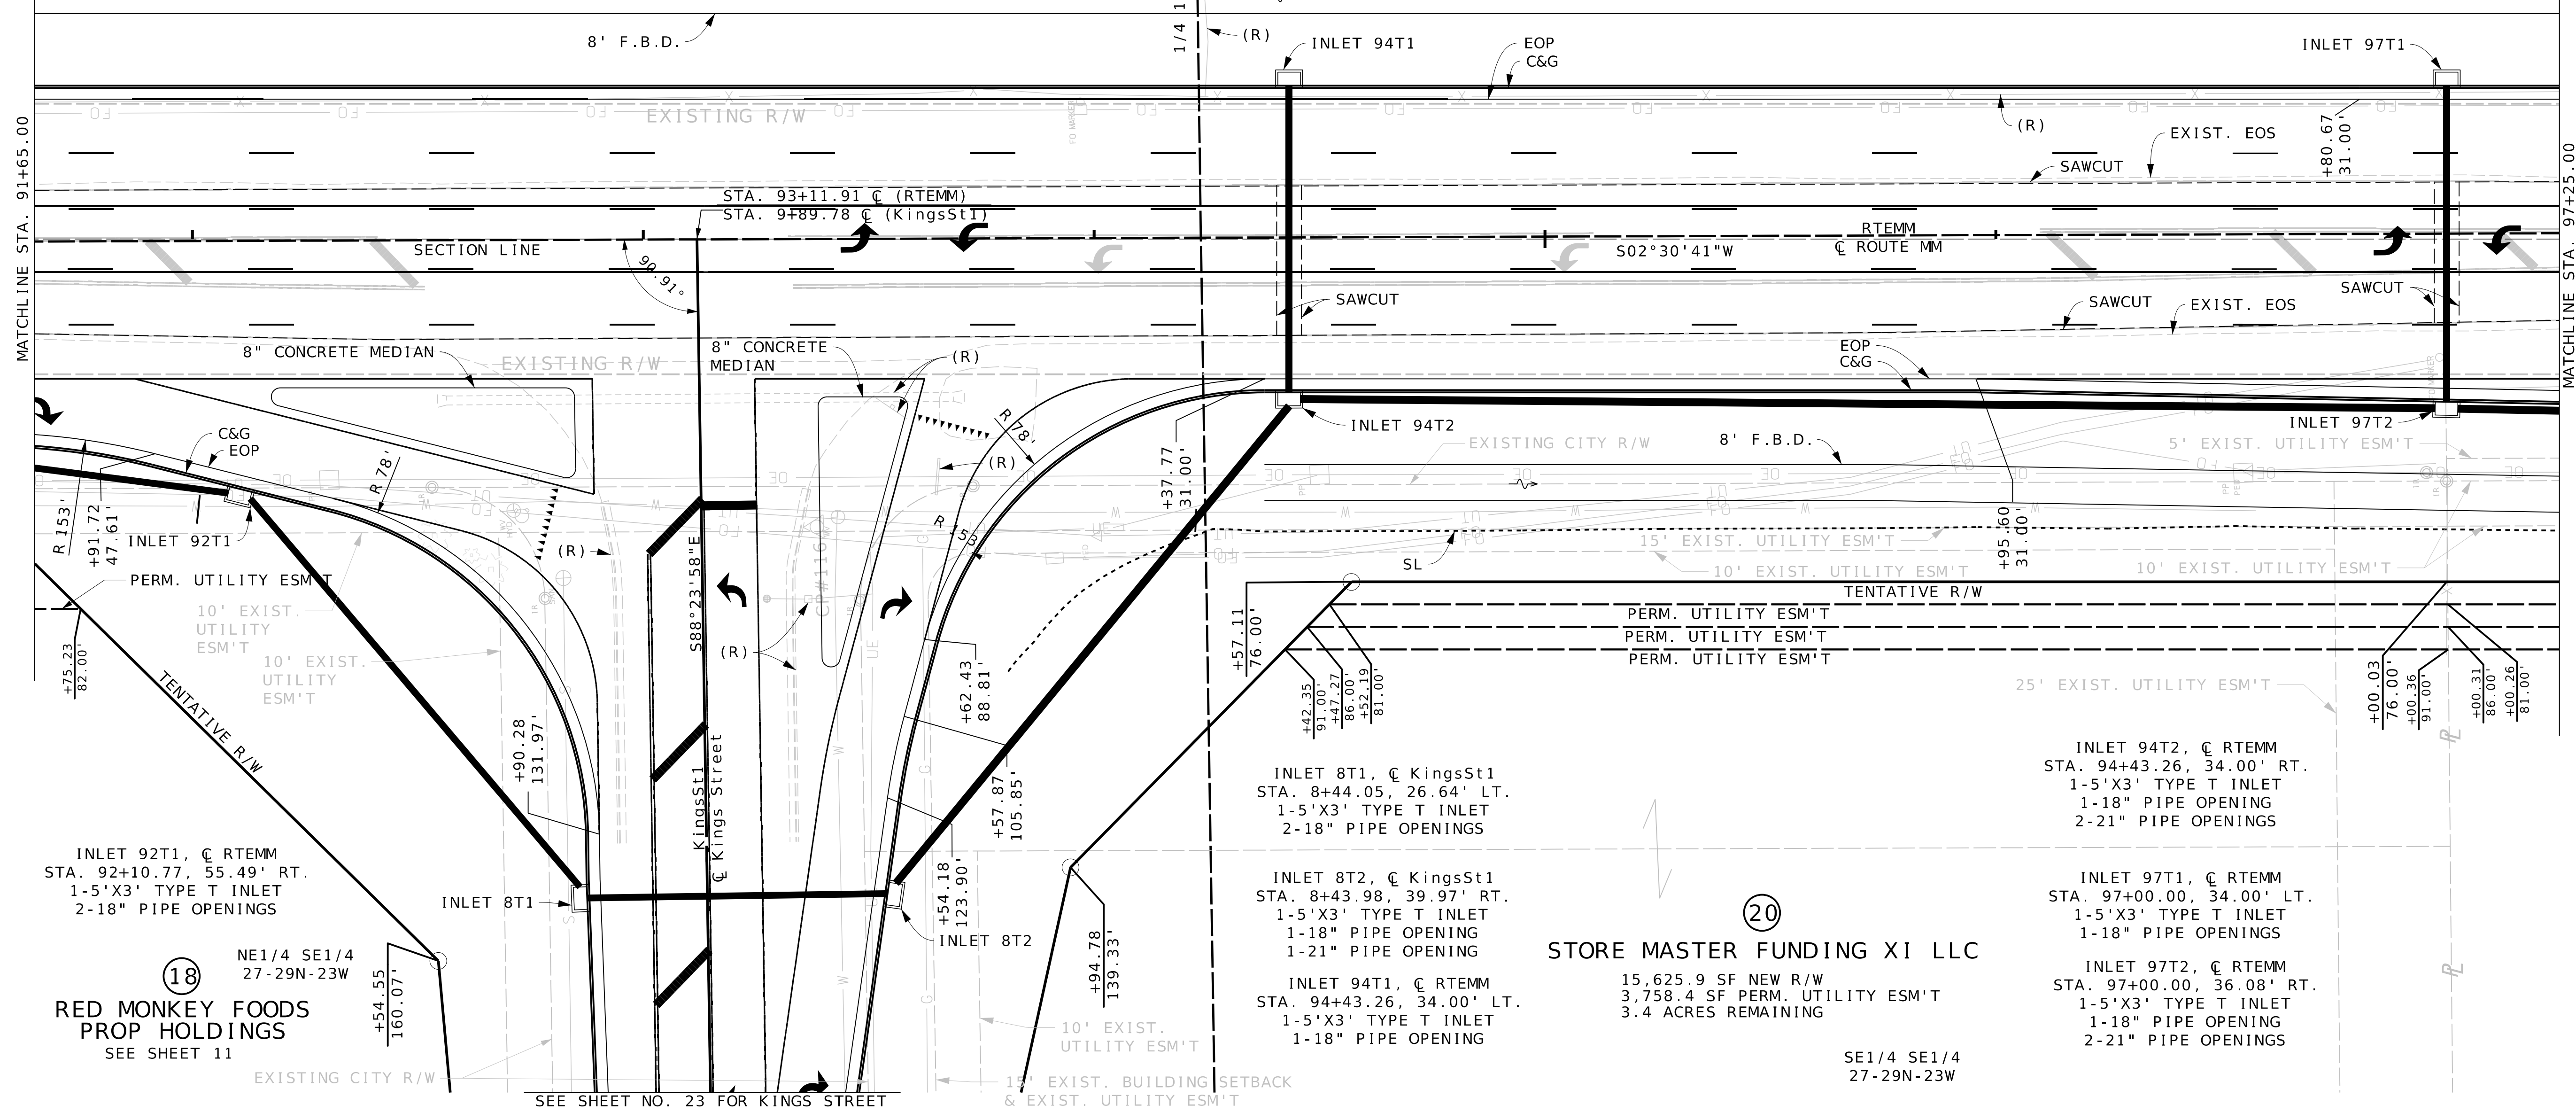 8' F.B.D.
1/4 1
(R)
INLET 94T1
EOP
C&G
INLET 97T1
MATCHLINE STA. 91+65.00
EXISTING R/W
FO MARKER
(R)
EXIST. EOS
SAWCUT
+80.67
31.00'
MATCHLINE STA. 97+25.00
STA. 93+11.91 ℄ (RTEMM)
STA. 9+89.78 ℄ (KingsSt1)
SECTION LINE
90.91°
S02°30'41"W
RTEMM
℄ ROUTE MM
SAWCUT
SAWCUT
EXIST. EOS
SAWCUT
8" CONCRETE MEDIAN
EXISTING R/W
8" CONCRETE
MEDIAN
(R)
EOP
C&G
C&G
EOP
R 78'
R 78'
INLET 94T2
EXISTING CITY R/W
8' F.B.D.
INLET 97T2
5' EXIST. UTILITY ESM'T
R 153'
+91.72
47.61'
INLET 92T1
(R)
(R)
R 153'
+37.77
31.00'
SL
15' EXIST. UTILITY ESM'T
10' EXIST. UTILITY ESM'T
+95.60
31.00'
10' EXIST. UTILITY ESM'T
PERM. UTILITY ESM'T
10' EXIST.
UTILITY
ESM'T
10' EXIST.
UTILITY
ESM'T
+75.23
82.00'
TENTATIVE R/W
S88°23'58"E
(R)
CP#116
UE
+62.43
88.81'
+57.11
76.00'
TENTATIVE R/W
PERM. UTILITY ESM'T
PERM. UTILITY ESM'T
PERM. UTILITY ESM'T
+42.35
91.00'
+47.27
86.00'
+52.19
81.00'
25' EXIST. UTILITY ESM'T
+00.03
76.00'
+00.36
91.00'
+00.31
86.00'
+00.26
81.00'
+90.28
131.97'
KingsSt1
℄ Kings Street
+57.87
105.85'
+54.18
123.90'
INLET 8T1
INLET 8T2
+94.78
139.33'
INLET 92T1, ℄ RTEMM
STA. 92+10.77, 55.49' RT.
1-5'X3' TYPE T INLET
2-18" PIPE OPENINGS
INLET 8T1, ℄ KingsSt1
STA. 8+44.05, 26.64' LT.
1-5'X3' TYPE T INLET
2-18" PIPE OPENINGS
INLET 8T2, ℄ KingsSt1
STA. 8+43.98, 39.97' RT.
1-5'X3' TYPE T INLET
1-18" PIPE OPENING
1-21" PIPE OPENING
INLET 94T1, ℄ RTEMM
STA. 94+43.26, 34.00' LT.
1-5'X3' TYPE T INLET
1-18" PIPE OPENING
INLET 94T2, ℄ RTEMM
STA. 94+43.26, 34.00' RT.
1-5'X3' TYPE T INLET
1-18" PIPE OPENING
2-21" PIPE OPENINGS
INLET 97T1, ℄ RTEMM
STA. 97+00.00, 34.00' LT.
1-5'X3' TYPE T INLET
1-18" PIPE OPENINGS
INLET 97T2, ℄ RTEMM
STA. 97+00.00, 36.08' RT.
1-5'X3' TYPE T INLET
1-18" PIPE OPENING
2-21" PIPE OPENINGS
18
NE1/4 SE1/4
27-29N-23W
RED MONKEY FOODS
PROP HOLDINGS
SEE SHEET 11
+54.55
160.07'
EXISTING CITY R/W
20
STORE MASTER FUNDING XI LLC
15,625.9 SF NEW R/W
3,758.4 SF PERM. UTILITY ESM'T
3.4 ACRES REMAINING
SE1/4 SE1/4
27-29N-23W
10' EXIST.
UTILITY ESM'T
15' EXIST. BUILDING SETBACK
& EXIST. UTILITY ESM'T
SEE SHEET NO. 23 FOR KINGS STREET